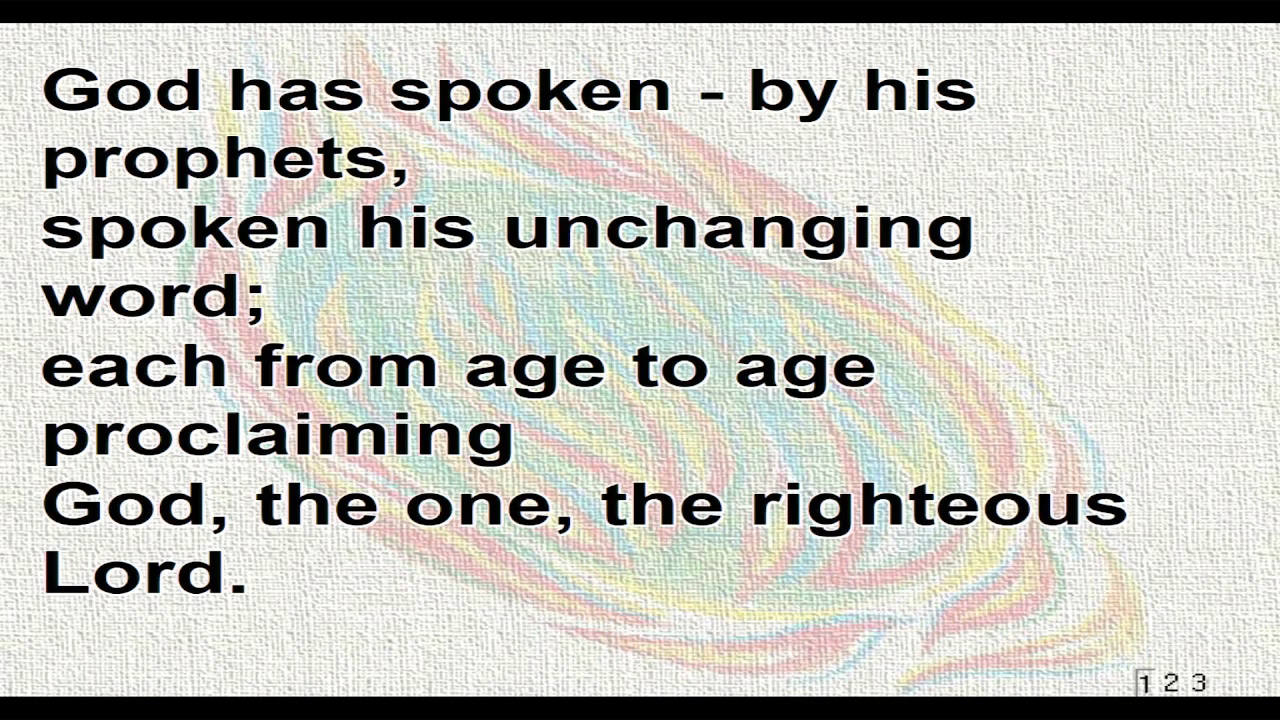 God has spoken - by his
prophets,
spoken his unchanging
word;
each from age to age
proclaiming
God, the one, the righteous
Lord.
1 2 3